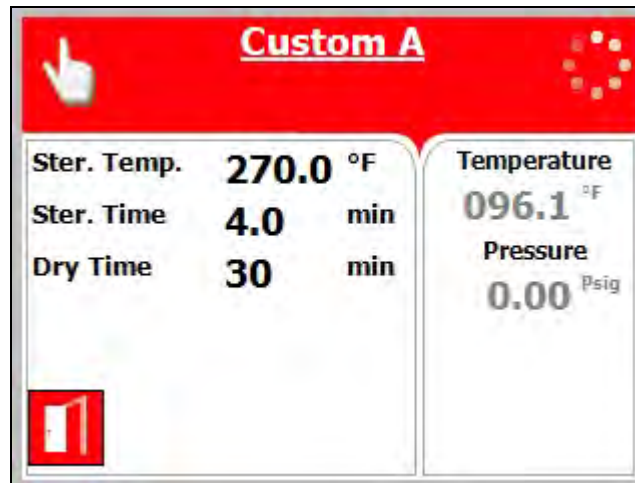 Custom A
Ster. Temp. 270.0 °F
Ster. Time 4.0 min
Dry Time 30 min
Temperature
096.1 °F
Pressure
0.00 Psig